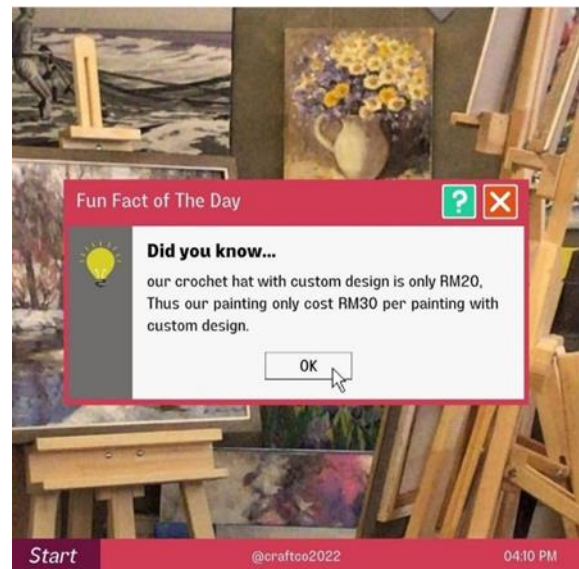 Fun Fact of The Day
?
Did you know...
our crochet hat with custom design is only RM20,
Thus our painting only cost RM30 per painting with
custom design.
OK
Start
@craftco2022
04:10 PM